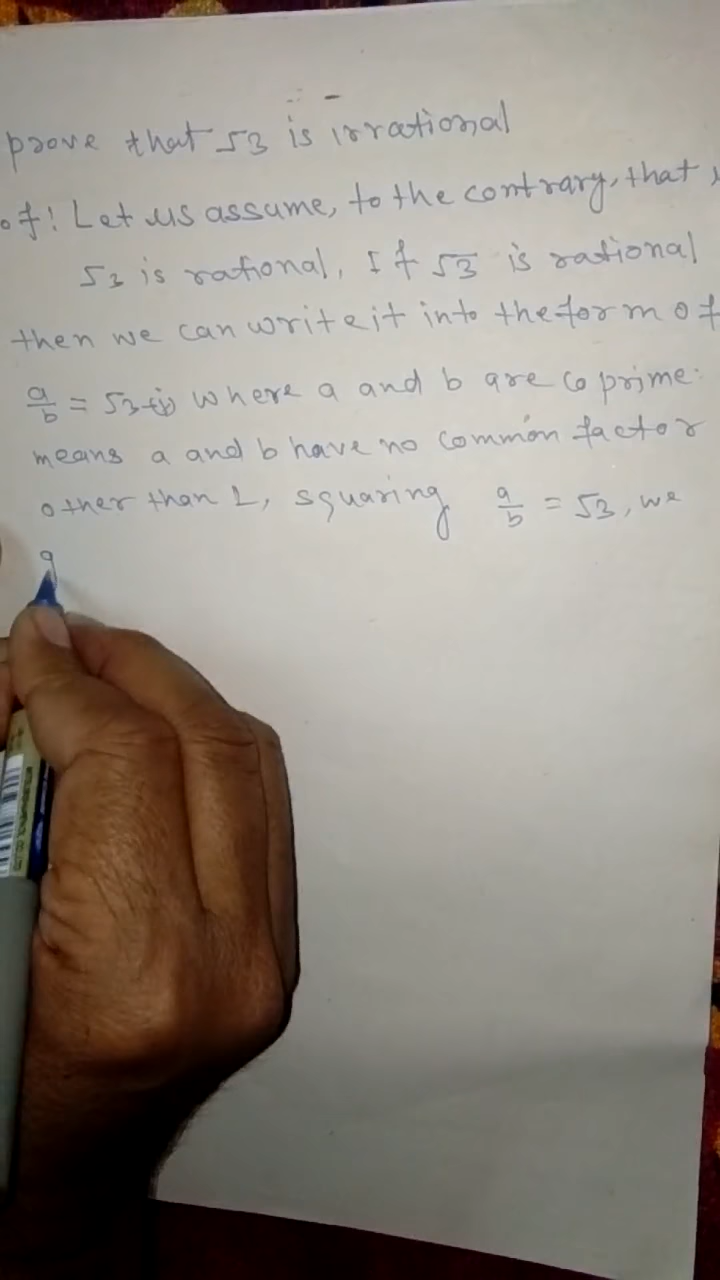 prove that √3 is irrational
of: Let us assume, to the contrary, that
√3 is rational, If √3 is rational
then we can write it into the form of
a/b = √3-(i) where a and b are coprime.
means a and b have no common factor
other than 1, squaring a/b = √3, we
a